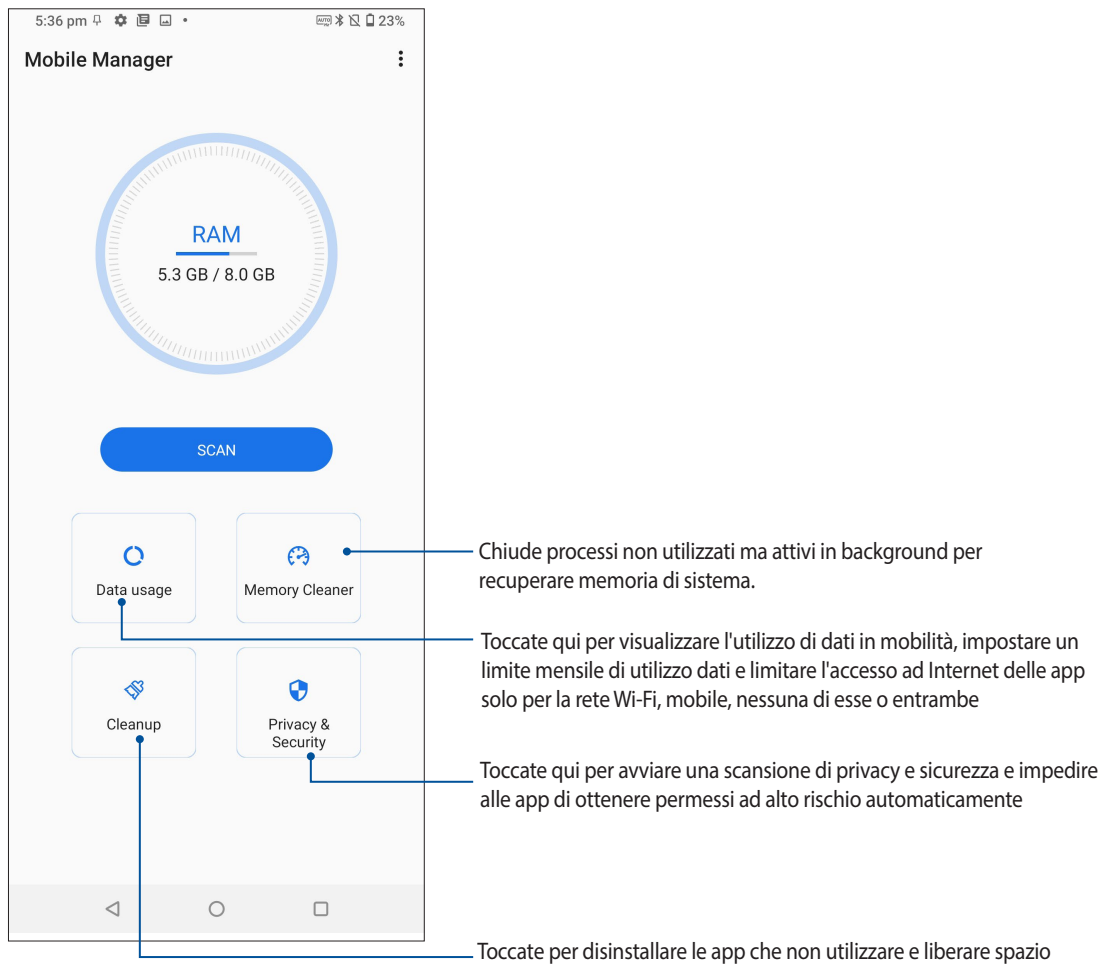 5:36 pm
23%
Mobile Manager
RAM
5.3 GB / 8.0 GB
SCAN
Data usage
Memory Cleaner
Cleanup
Privacy &
Security
Chiude processi non utilizzati ma attivi in background per
recuperare memoria di sistema.
Toccate qui per visualizzare l'utilizzo di dati in mobilità, impostare un
limite mensile di utilizzo dati e limitare l'accesso ad Internet delle app
solo per la rete Wi-Fi, mobile, nessuna di esse o entrambe
Toccate qui per avviare una scansione di privacy e sicurezza e impedire
alle app di ottenere permessi ad alto rischio automaticamente
Toccate per disinstallare le app che non utilizzare e liberare spazio